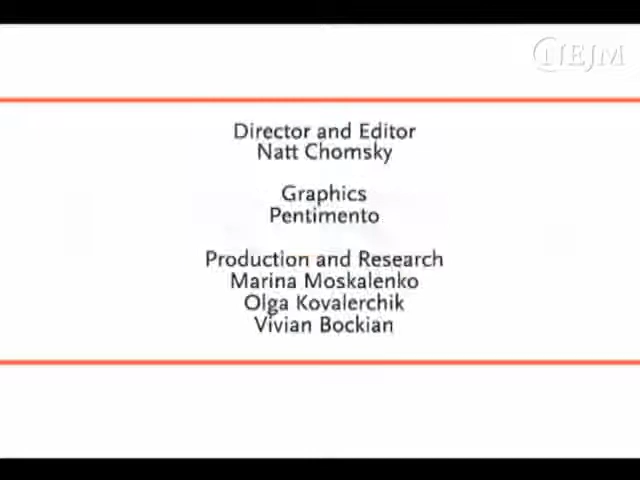 NEJM
Director and Editor
Natt Chomsky
Graphics
Pentimento
Production and Research
Marina Moskalenko
Olga Kovalerchik
Vivian Bockian